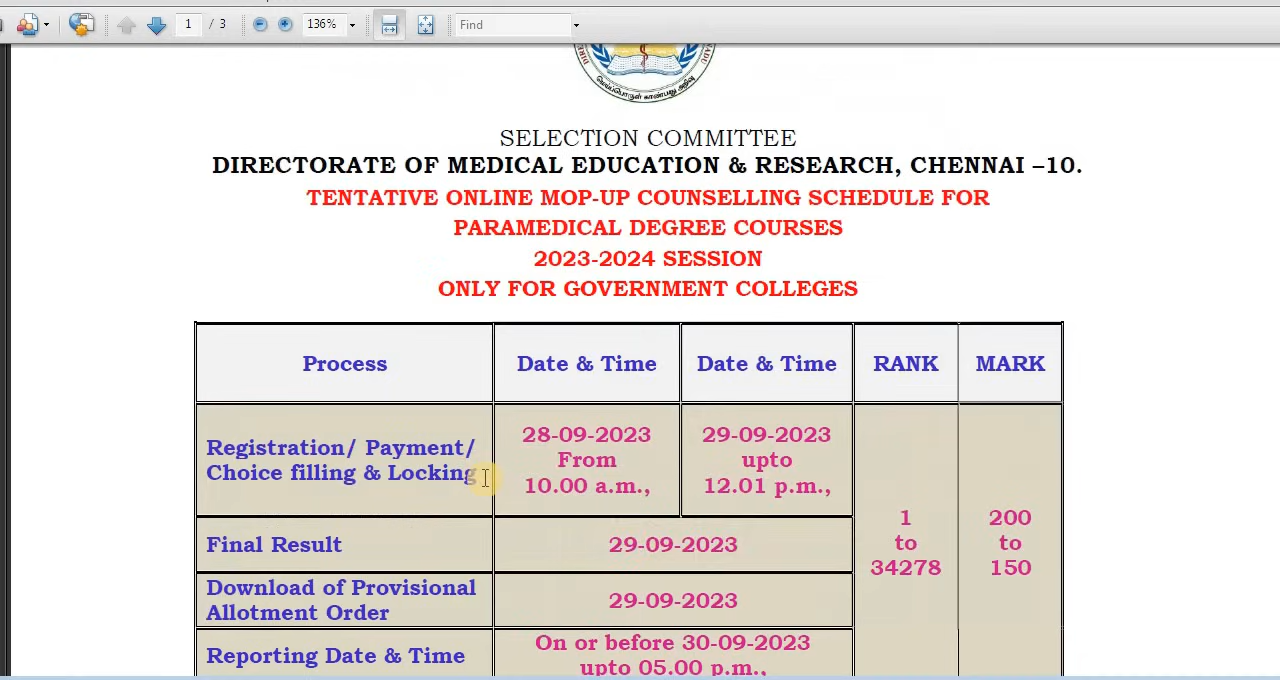 1 / 3 136% Find
மெய்ப்பொருள் காண்பது அறிவு
SELECTION COMMITTEE
DIRECTORATE OF MEDICAL EDUCATION & RESEARCH, CHENNAI –10.
TENTATIVE ONLINE MOP-UP COUNSELLING SCHEDULE FOR
PARAMEDICAL DEGREE COURSES
2023-2024 SESSION
ONLY FOR GOVERNMENT COLLEGES
Process Date & Time Date & Time RANK MARK
Registration/ Payment/
Choice filling & Locking
28-09-2023
From
10.00 a.m.,
29-09-2023
upto
12.01 p.m.,
1
to
34278
200
to
150
Final Result 29-09-2023
Download of Provisional
Allotment Order
29-09-2023
Reporting Date & Time
On or before 30-09-2023
upto 05.00 p.m.,